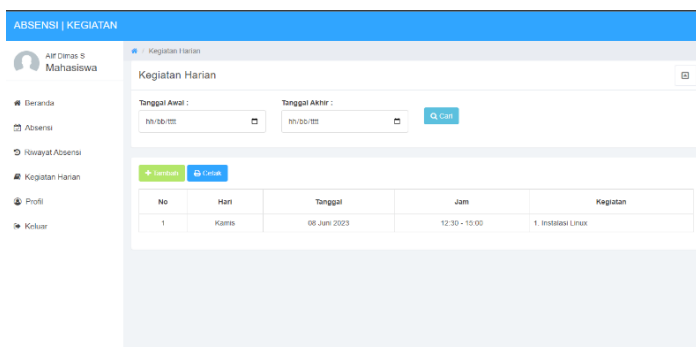 ABSENSI | KEGIATAN
Alif Dimas S
Mahasiswa
Beranda
Absensi
Riwayat Absensi
Kegiatan Harian
Profil
Keluar
/ Kegiatan Harian
Kegiatan Harian
Tanggal Awal : Tanggal Akhir :
hh/bb/tttt hh/bb/tttt Cari
+ Tambah Cetak
No Hari Tanggal Jam Kegiatan
1 Kamis 08 Juni 2023 12:30 - 15:00 1. Instalasi Linux